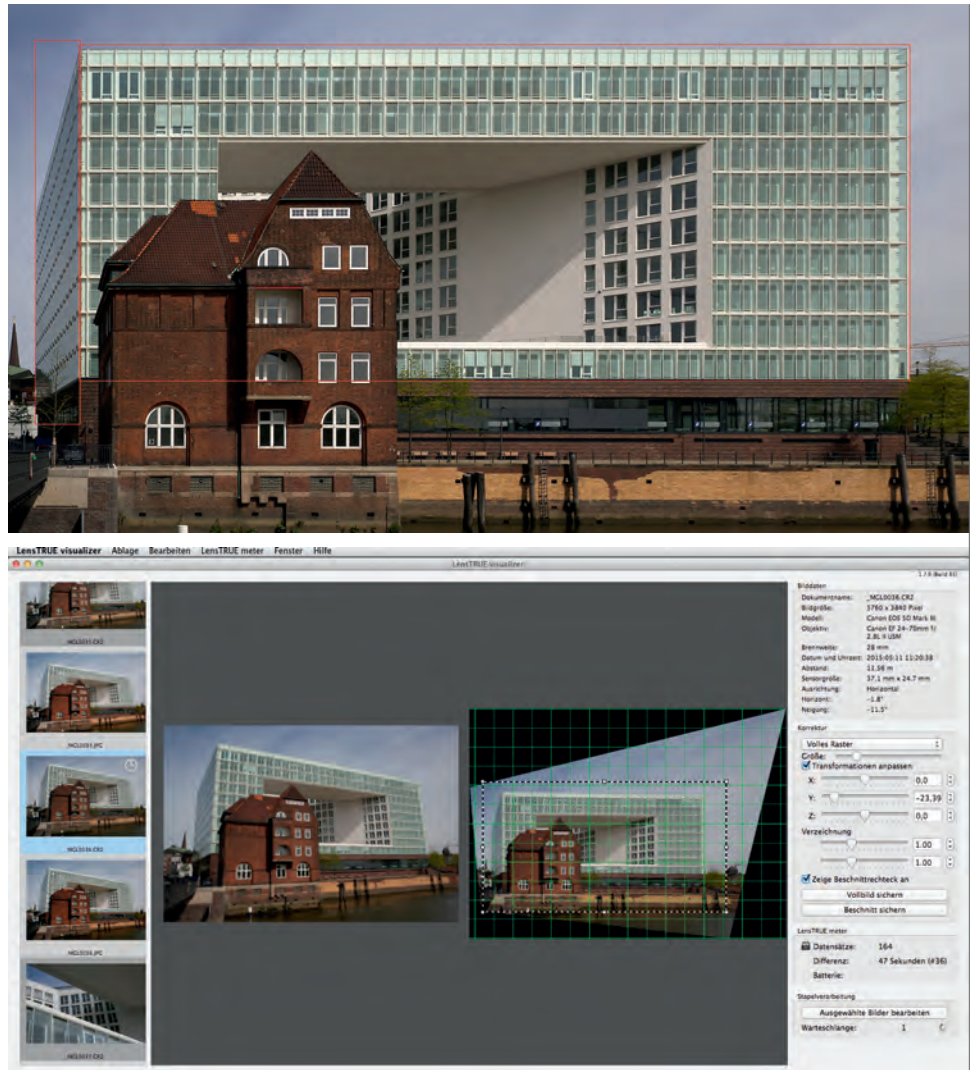 LensTRUE visualizer Ablage Bearbeiten LensTRUE meter Fenster Hilfe
LensTRUE visualizer
Bilddaten
Dokumentname: _MGL0036.CR2
Bildgröße: 5760 x 3840 Pixel
Modell: Canon EOS 5D Mark III
Objektiv: Canon EF 24-70mm f/
2.8L II USM
Brennweite: 28 mm
Datum und Uhrzeit: 2015:05:11 11:20:38
Abstand: 11.56 m
Sensorgröße: 37.1 mm x 24.7 mm
Ausrichtung: Horizontal
Horizont: -1.8°
Neigung: -11.5°
Korrektur
Volles Raster
Größe:
Transformationen anpassen
X: 0,0
Y: -23,39
Z: 0,0
Verzeichnung
1.00
1.00
Zeige Beschnittrechteck an
Vollbild sichern
Beschnitt sichern
LensTRUE meter
Datensätze: 164
Differenz: 47 Sekunden (#36)
Batterie:
Stapelverarbeitung
Ausgewählte Bilder bearbeiten
Warteschlange: 1
_MGL0036.CR2
_MGL0037.CR2